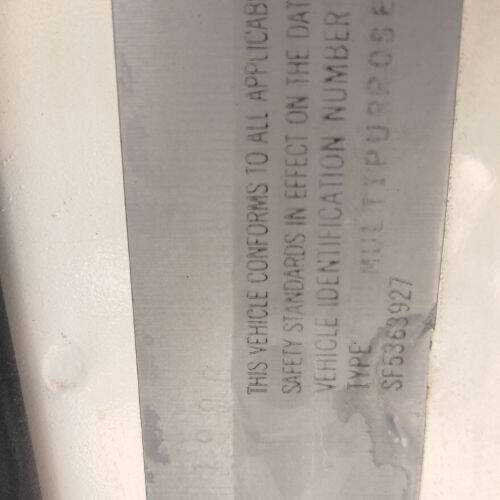 THIS VEHICLE CONFORMS TO ALL APPLICAB
SAFETY STANDARDS IN EFFECT ON THE DAT
VEHICLE IDENTIFICATION NUMBER
TYPE MULTIPURPOSE
SF5363927